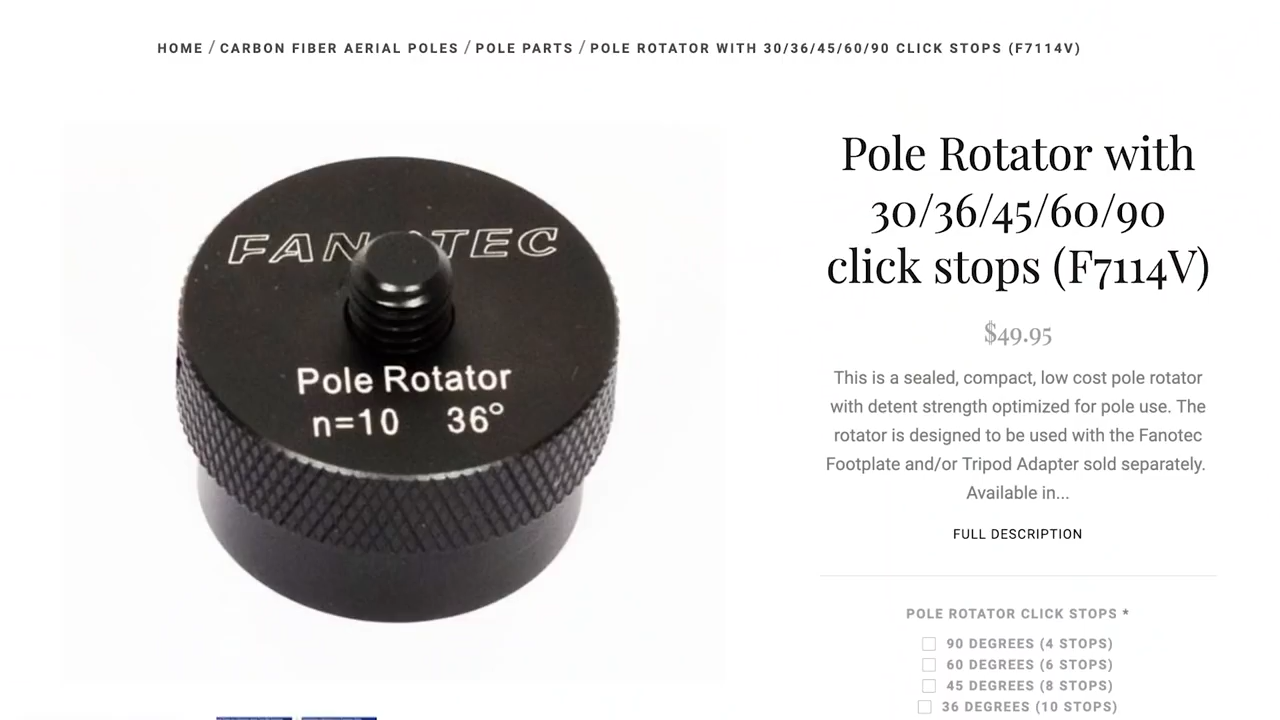 HOME / CARBON FIBER AERIAL POLES / POLE PARTS / POLE ROTATOR WITH 30/36/45/60/90 CLICK STOPS (F7114V)
FANOTEC
Pole Rotator
n=10 36°
Pole Rotator with
30/36/45/60/90
click stops (F7114V)
$49.95
This is a sealed, compact, low cost pole rotator
with detent strength optimized for pole use. The
rotator is designed to be used with the Fanotec
Footplate and/or Tripod Adapter sold separately.
Available in...
FULL DESCRIPTION
POLE ROTATOR CLICK STOPS *
90 DEGREES (4 STOPS)
60 DEGREES (6 STOPS)
45 DEGREES (8 STOPS)
36 DEGREES (10 STOPS)